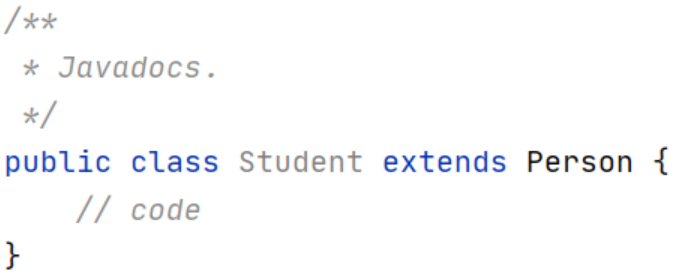 /**
 * Javadocs.
 */
public class Student extends Person {
    // code
}